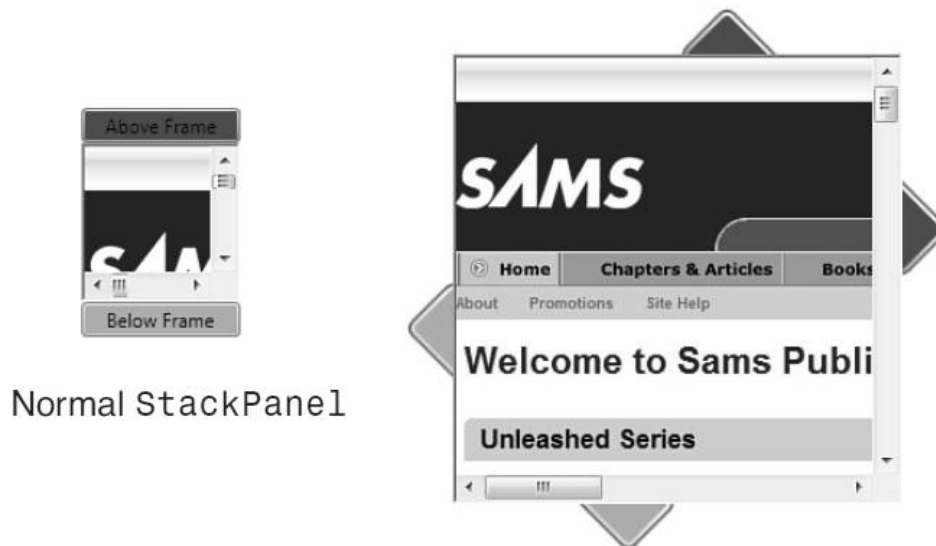 Above Frame
SAM
Below Frame
Normal StackPanel
SAMS
Home Chapters & Articles Books
About Promotions Site Help
Welcome to Sams Publi
Unleashed Series